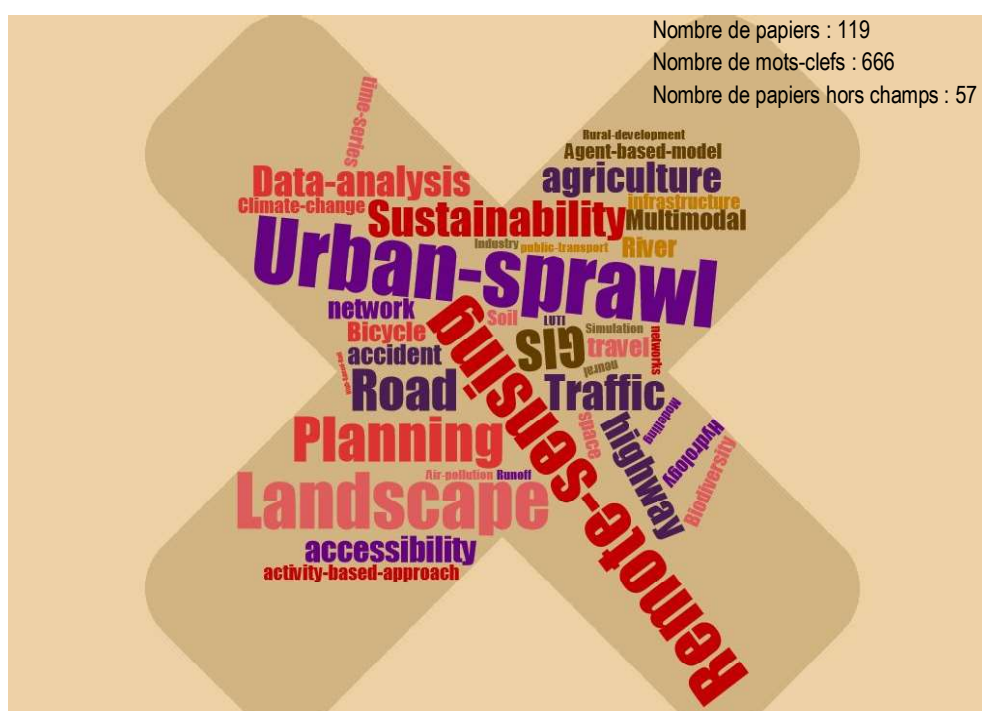 Nombre de papiers : 119
Nombre de mots-clefs : 666
Nombre de papiers hors champs : 57
time-series
Rural-development
Agent-based-model
Data-analysis
agriculture
Climate-change
infrastructure
Sustainability
Multimodal
Industry
public-transport
River
Urban-sprawl
network
Soil
LUTI
Simulation
Bicycle
GIS
travel
networks
accident
neural
Road
Remote-sensing
Traffic
Planning
space
highway
Modelling
Hydrology
Biodiversity
Air-pollution
Runoff
Landscape
accessibility
activity-based-approach